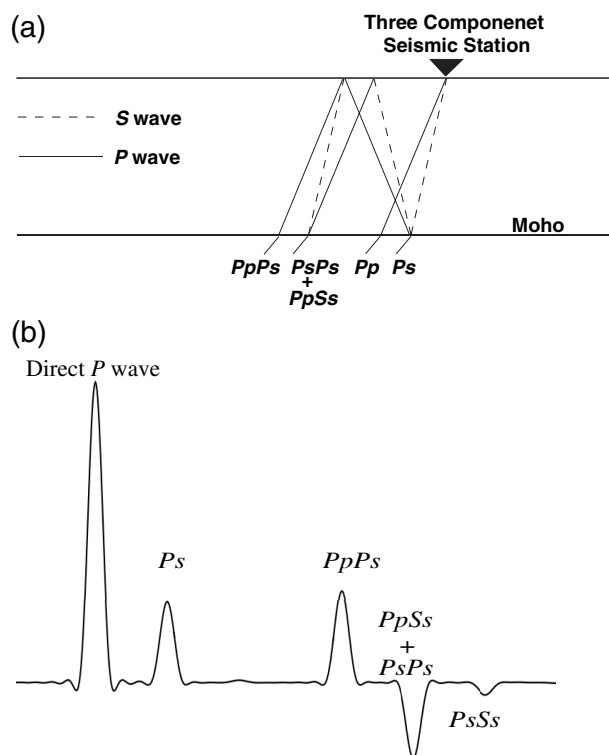 (a)
Three Componenet
Seismic Station
S wave
P wave
Moho
PpPs PsPs Pp Ps
+
PpSs
(b)
Direct P wave
Ps
PpPs
PpSs
+
PsPs
PsSs